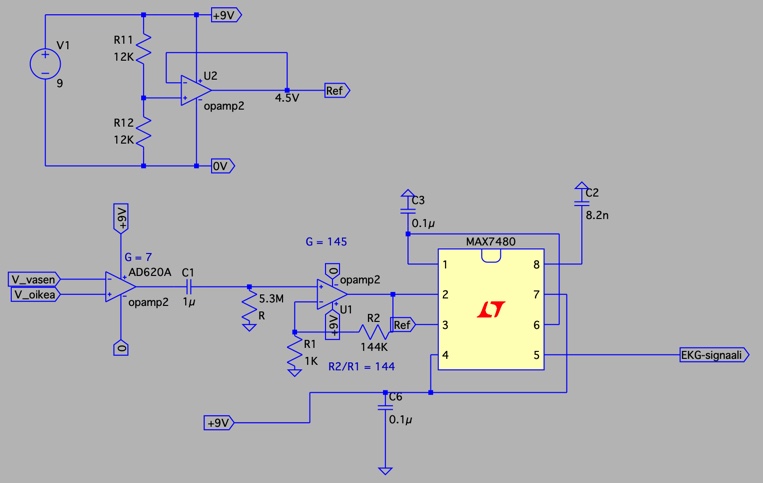 +9V
V1
9
R11
12K
U2
opamp2
4.5V
Ref
R12
12K
0V
+9V
G = 7
AD620A
opamp2
V_vasen
V_oikea
0
C1
1µ
5.3M
R
G = 145
0
opamp2
U1
+9V
R2
144K
R1
1K
R2/R1 = 144
Ref
C3
0.1µ
C2
8.2n
MAX7480
1
2
3
4
8
7
6
5
EKG-signaali
+9V
C6
0.1µ